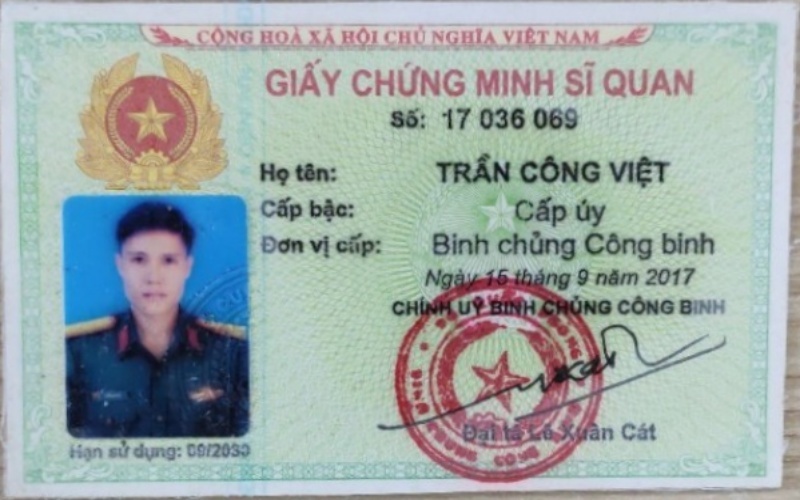 CỘNG HOÀ XÃ HỘI CHỦ NGHĨA VIỆT NAM
GIẤY CHỨNG MINH SĨ QUAN
Số: 17 036 069
Họ tên: TRẦN CÔNG VIỆT
Cấp bậc: Cấp úy
Đơn vị cấp: Binh chủng Công binh
Ngày 15 tháng 9 năm 2017
CHÍNH UỶ BINH CHỦNG CÔNG BINH
Đại tá Lê Xuân Cát
Hạn sử dụng: 09/2030